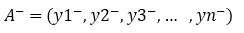 A⁻ = (y1⁻, y2⁻, y3⁻, … , yn⁻)